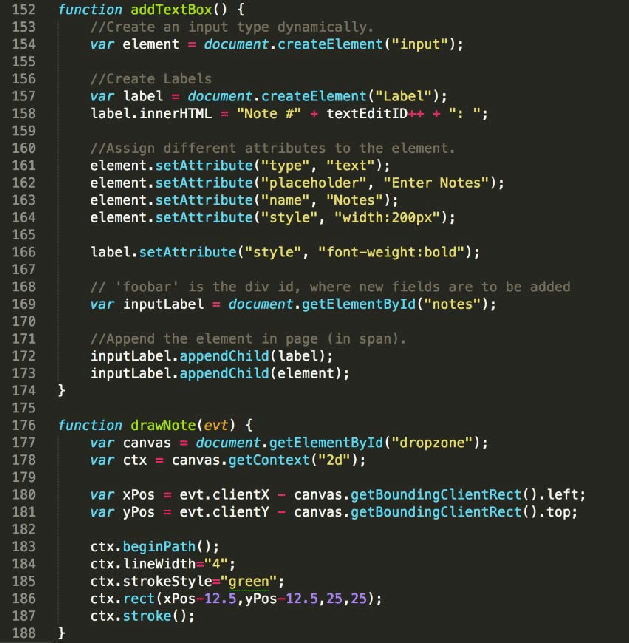 152 function addTextBox() {
153 //Create an input type dynamically.
154 var element = document.createElement("input");
155
156 //Create Labels
157 var label = document.createElement("Label");
158 label.innerHTML = "Note #" + textEditID++ + ": ";
159
160 //Assign different attributes to the element.
161 element.setAttribute("type", "text");
162 element.setAttribute("placeholder", "Enter Notes");
163 element.setAttribute("name", "Notes");
164 element.setAttribute("style", "width:200px");
165
166 label.setAttribute("style", "font-weight:bold");
167
168 // 'foobar' is the div id, where new fields are to be added
169 var inputLabel = document.getElementById("notes");
170
171 //Append the element in page (in span).
172 inputLabel.appendChild(label);
173 inputLabel.appendChild(element);
174 }
175
176 function drawNote(evt) {
177 var canvas = document.getElementById("dropzone");
178 var ctx = canvas.getContext("2d");
179
180 var xPos = evt.clientX - canvas.getBoundingClientRect().left;
181 var yPos = evt.clientY - canvas.getBoundingClientRect().top;
182
183 ctx.beginPath();
184 ctx.lineWidth="4";
185 ctx.strokeStyle="green";
186 ctx.rect(xPos-12.5,yPos-12.5,25,25);
187 ctx.stroke();
188 }